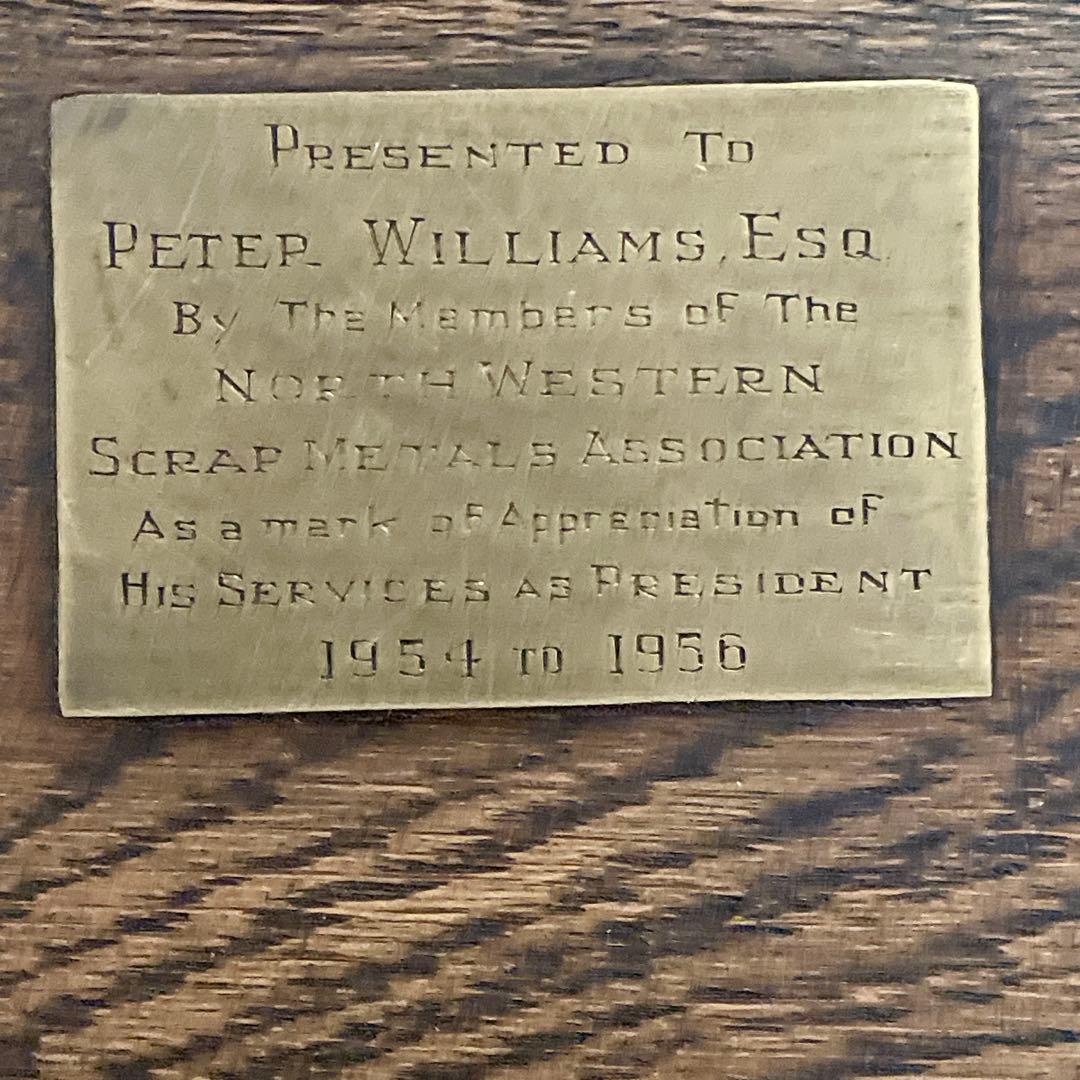 PRESENTED TO
PETER WILLIAMS, ESQ.
By The Members of The
NORTH WESTERN
SCRAP METALS ASSOCIATION
As a mark of Appreciation of
HIS SERVICES AS PRESIDENT
1954 TO 1956